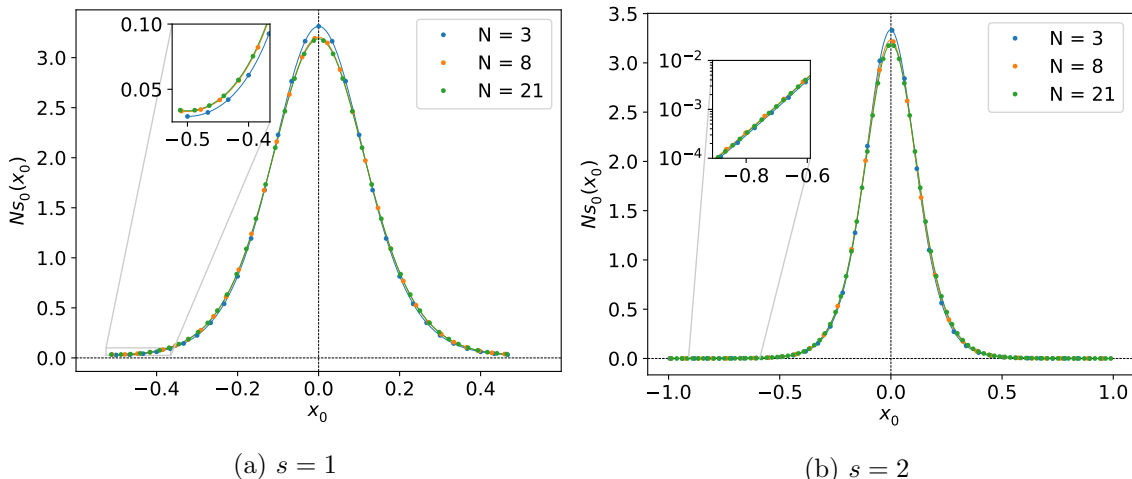 0.10
0.05
−0.5
−0.4
N = 3
N = 8
N = 21
3.0
2.5
2.0
1.5
1.0
0.5
0.0
Ns₀(x₀)
−0.4
−0.2
0.0
0.2
0.4
x₀
(a) s = 1
3.5
3.0
2.5
2.0
1.5
1.0
0.5
0.0
Ns₀(x₀)
10⁻²
10⁻³
10⁻⁴
−0.8
−0.6
N = 3
N = 8
N = 21
−1.0
−0.5
0.0
0.5
1.0
x₀
(b) s = 2